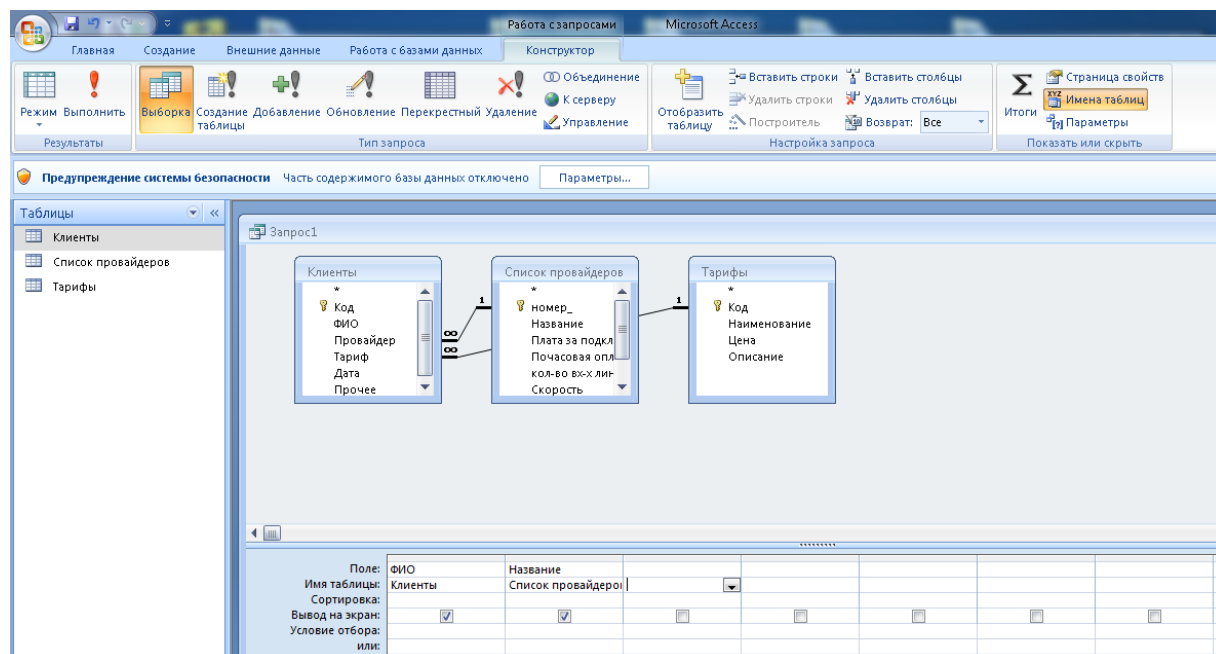 Работа с запросами Microsoft Access
Главная Создание Внешние данные Работа с базами данных Конструктор
Режим Выполнить Выборка Создание таблицы Добавление Обновление Перекрестный Удаление
Объединение
К серверу
Управление
Отобразить таблицу
Вставить строки Вставить столбцы
Удалить строки Удалить столбцы
Построитель Возврат: Все
Итоги
Страница свойств
Имена таблиц
Параметры
Результаты Тип запроса Настройка запроса Показать или скрыть
Предупреждение системы безопасности Часть содержимого базы данных отключено Параметры...
Таблицы «
Клиенты
Список провайдеров
Тарифы
Запрос1
Клиенты
*
Код
ФИО
Провайдер
Тариф
Дата
Прочее
∞
∞
1
Список провайдеров
*
номер_
Название
Плата за подкл
Почасовая опл
кол-во вх-х лин
Скорость
1
Тарифы
*
Код
Наименование
Цена
Описание
Поле: ФИО Название
Имя таблицы: Клиенты Список провайдеро
Сортировка:
Вывод на экран:
Условие отбора:
или: